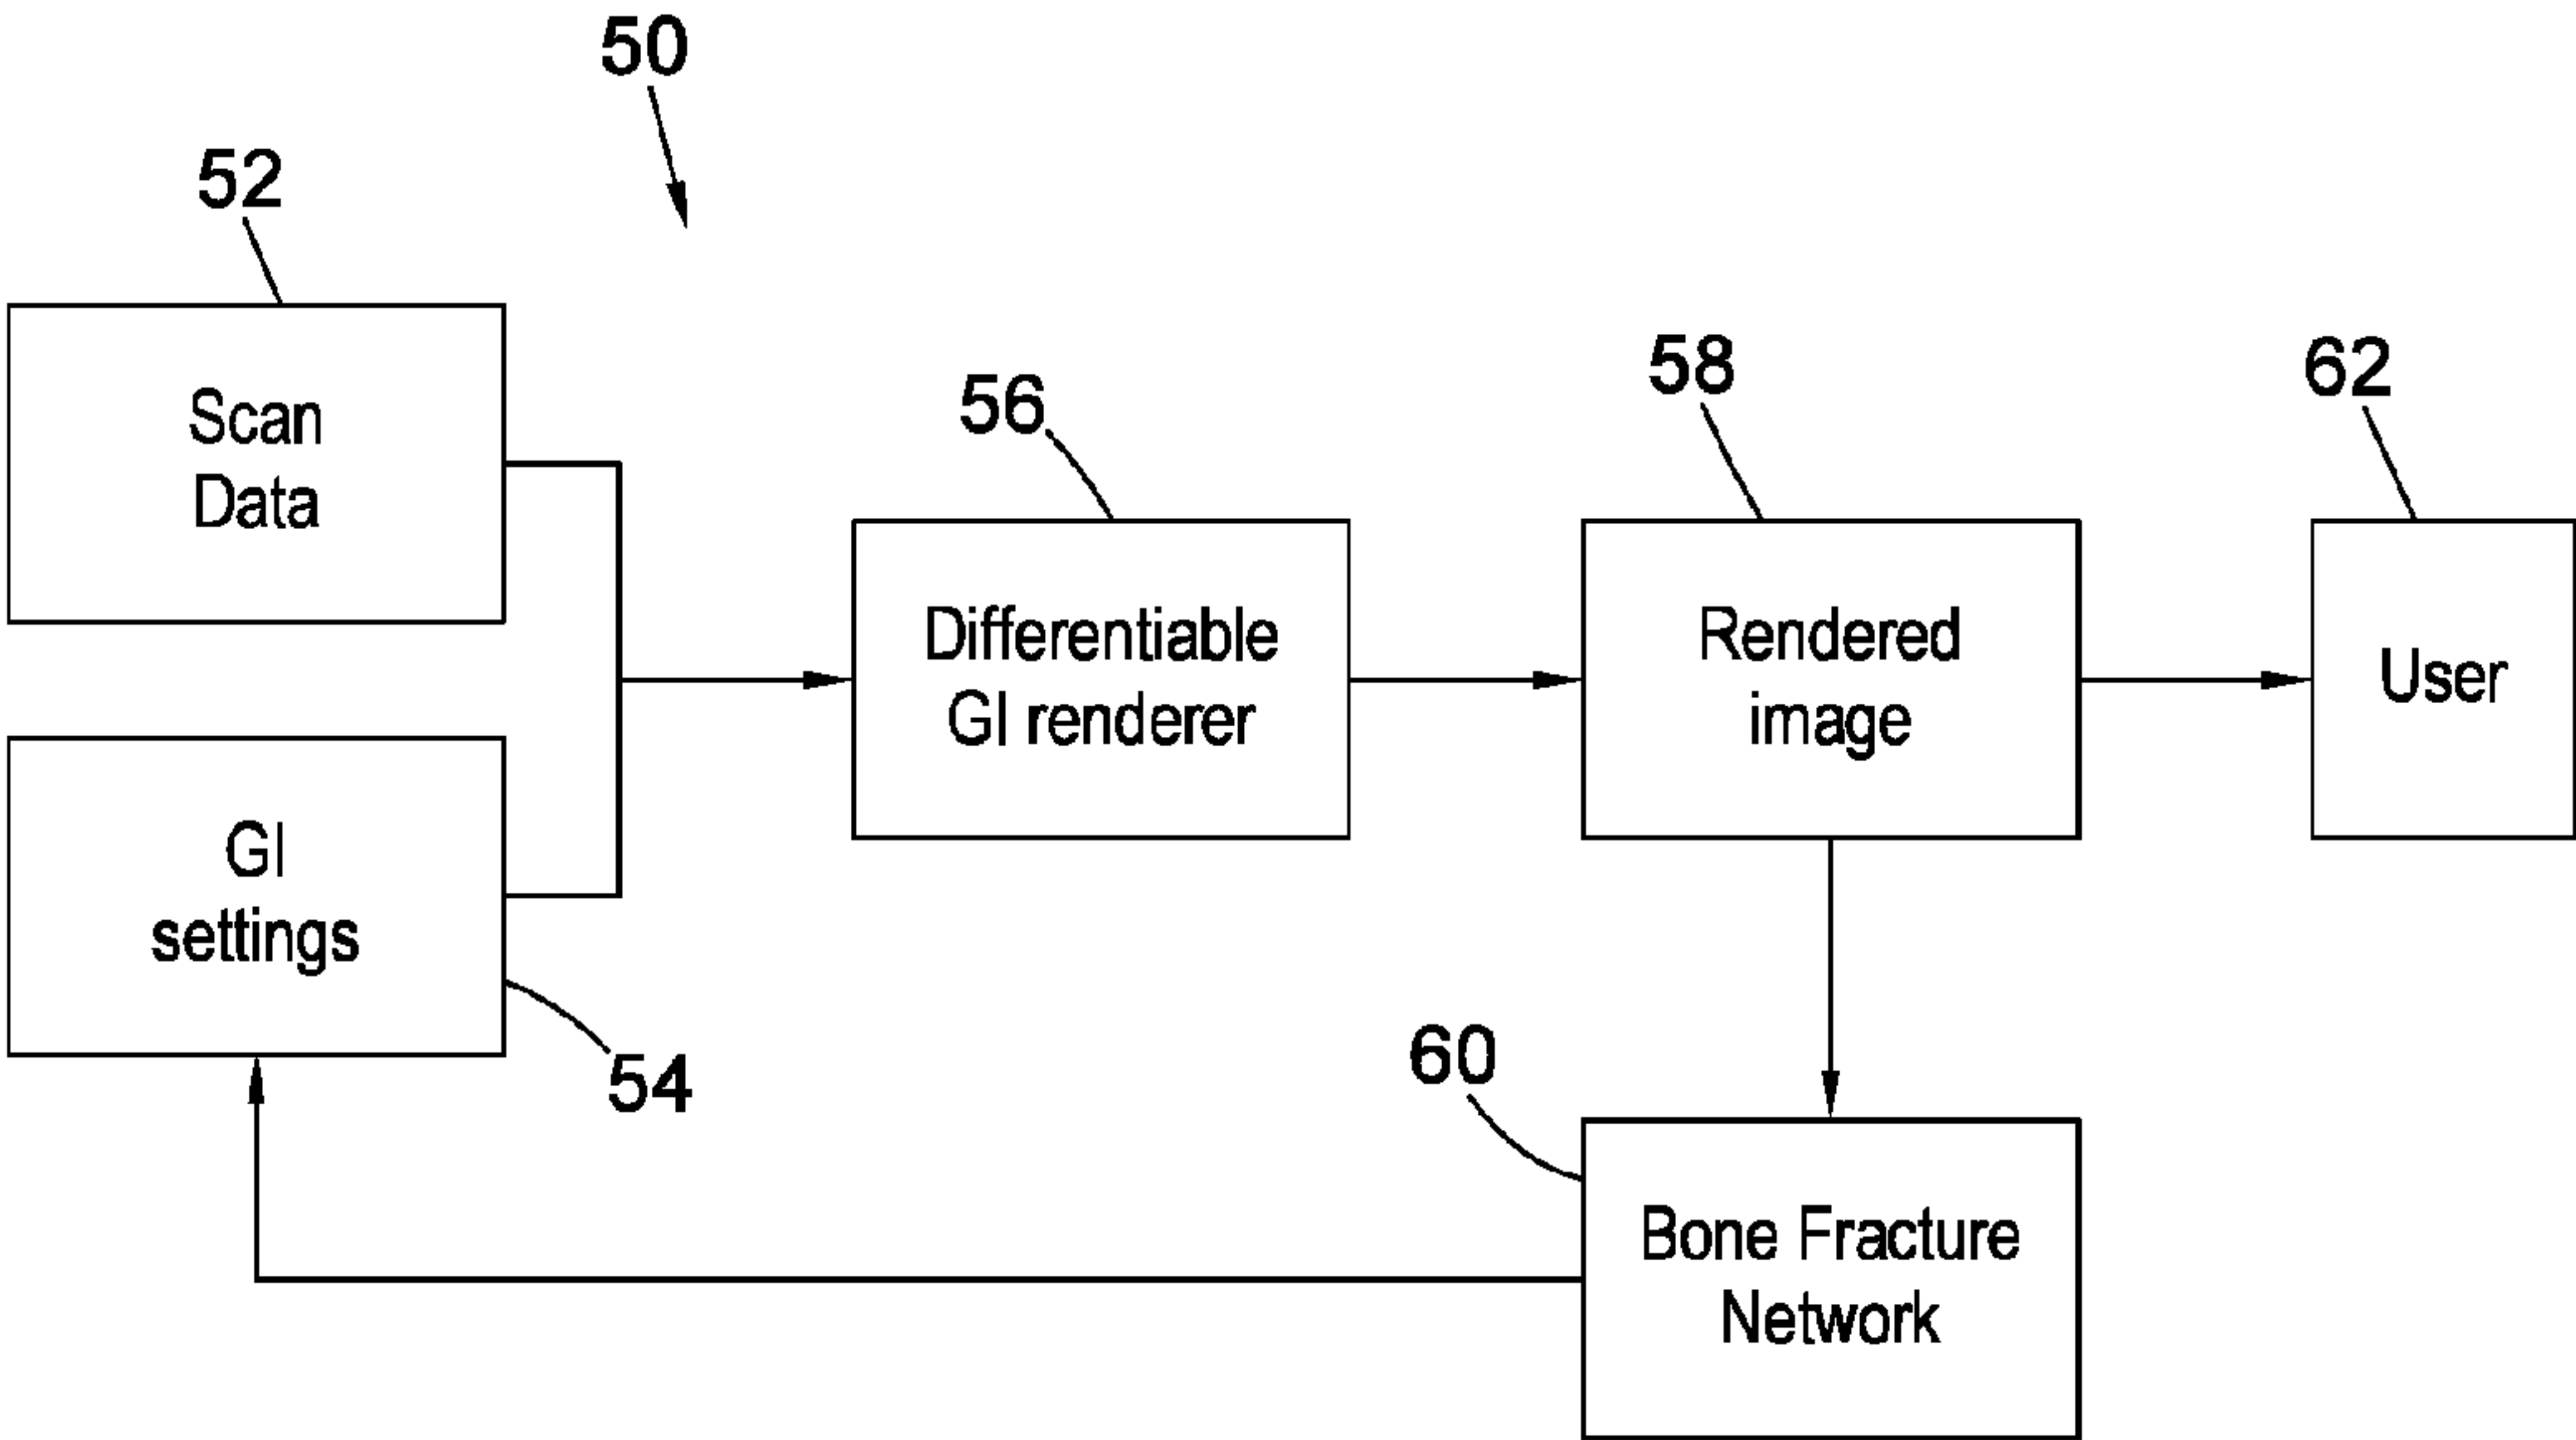 50
52
Scan
Data
56
Differentiable
GI renderer
58
Rendered
image
62
User
GI
settings
54
60
Bone Fracture
Network